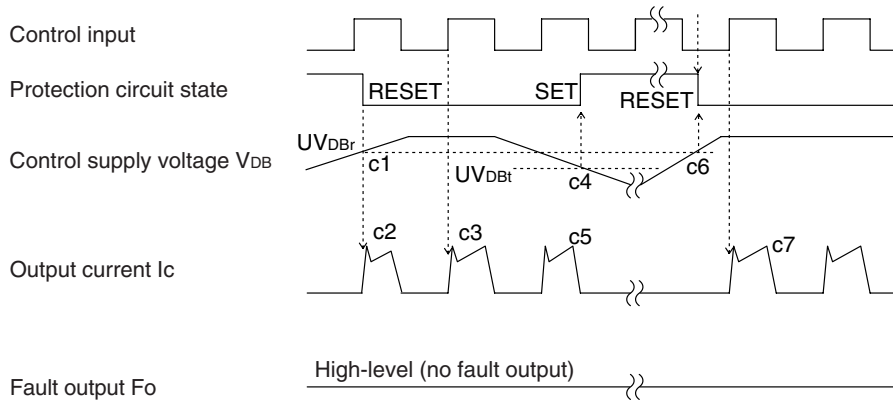 Control input
Protection circuit state
RESET
SET
RESET
UVDBr
Control supply voltage VDB
c1
UVDBt
c4
c6
c2
c3
c5
c7
Output current Ic
High-level (no fault output)
Fault output Fo